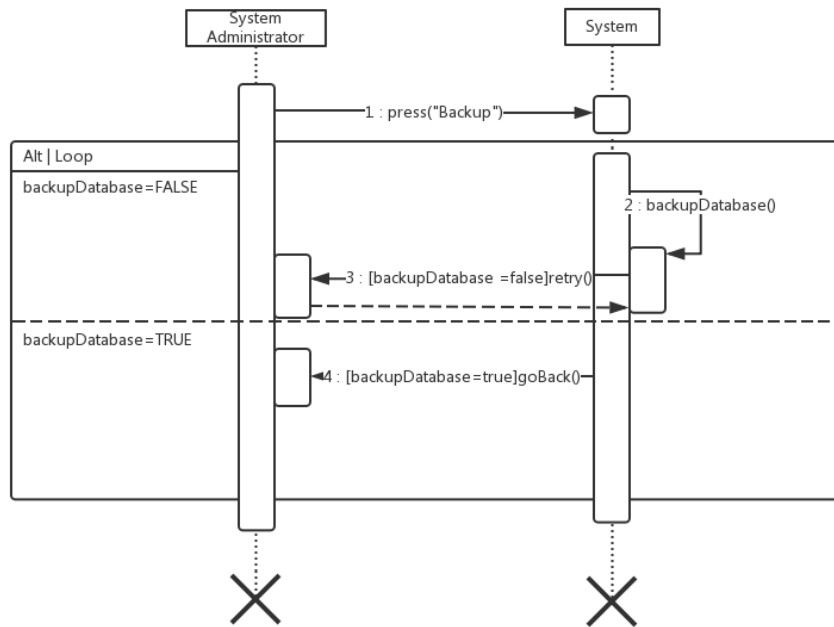 System
Administrator
System
1 : press("Backup")
Alt | Loop
backupDatabase=FALSE
2 : backupDatabase()
3 : [backupDatabase =false]retry()
backupDatabase=TRUE
4 : [backupDatabase=true]goBack()